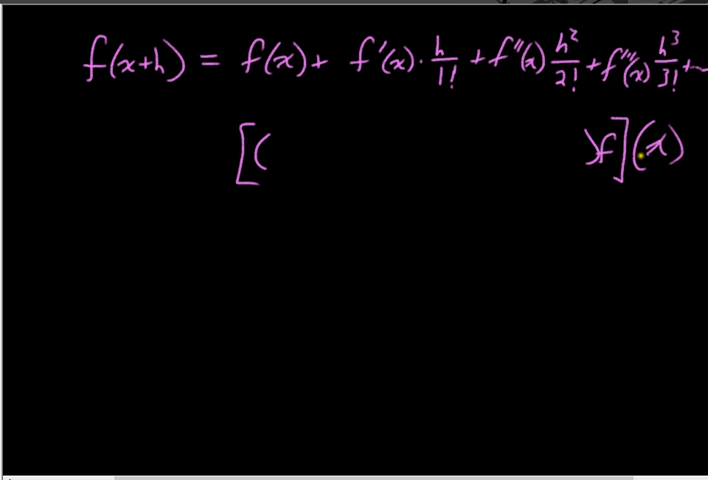 f(x+h) = f(x) + f'(x) · h/1! + f''(x) h²/2! + f'''(x) h³/3! + ...
[( )f](x)